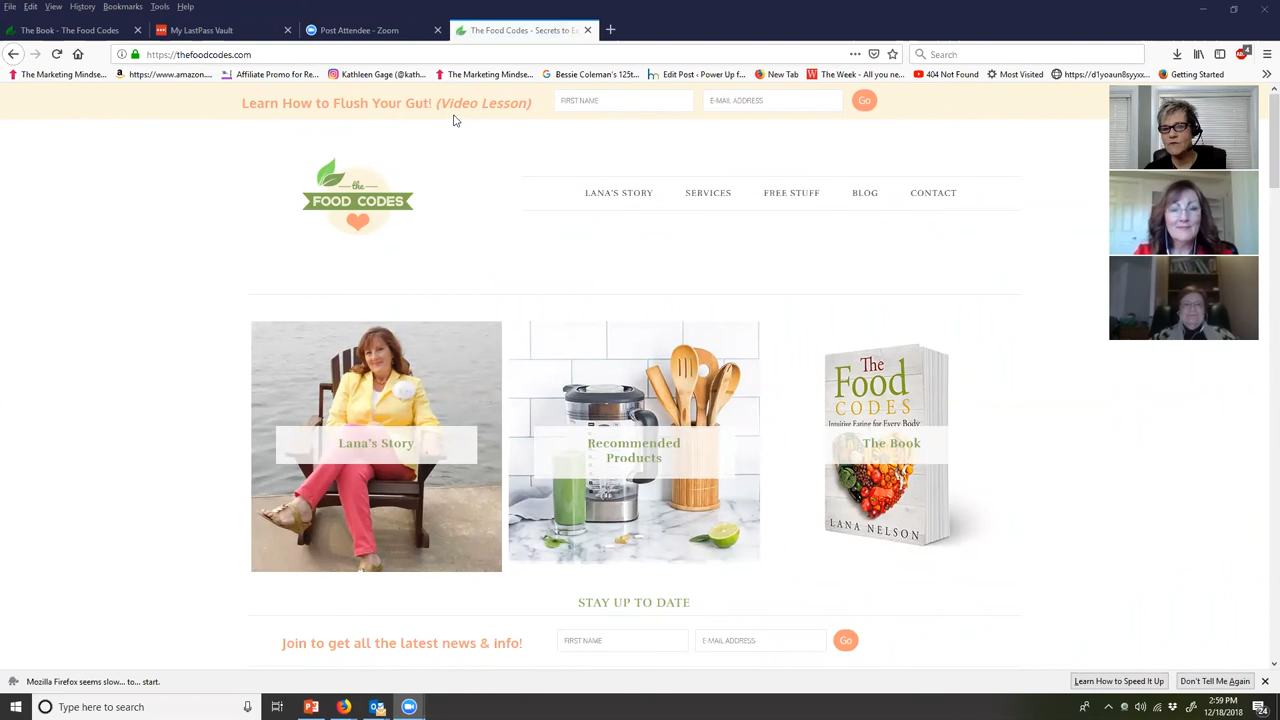 File Edit View History Bookmarks Tools Help
The Book - The Food Codes
My LastPass Vault
Post Attendee - Zoom
The Food Codes - Secrets to Ex
https://thefoodcodes.com
Search
4
The Marketing Mindse...
https://www.amazon....
Affiliate Promo for Re...
Kathleen Gage (@kath...
The Marketing Mindse...
Bessie Coleman's 125t...
Edit Post ‹ Power Up f...
New Tab
The Week - All you ne...
404 Not Found
Most Visited
https://d1yoaun8syyxx...
Getting Started
Learn How to Flush Your Gut! (Video Lesson)
FIRST NAME
E-MAIL ADDRESS
Go
the
FOOD CODES
LANA'S STORY
SERVICES
FREE STUFF
BLOG
CONTACT
Lana's Story
Recommended
Products
The
Food
CODES
Intuitive Eating for Every Body
The Book
LANA NELSON
STAY UP TO DATE
Join to get all the latest news & info!
FIRST NAME
E-MAIL ADDRESS
Go
Mozilla Firefox seems slow... to... start.
Learn How to Speed It Up
Don't Tell Me Again
Type here to search
2:59 PM
12/18/2018
24